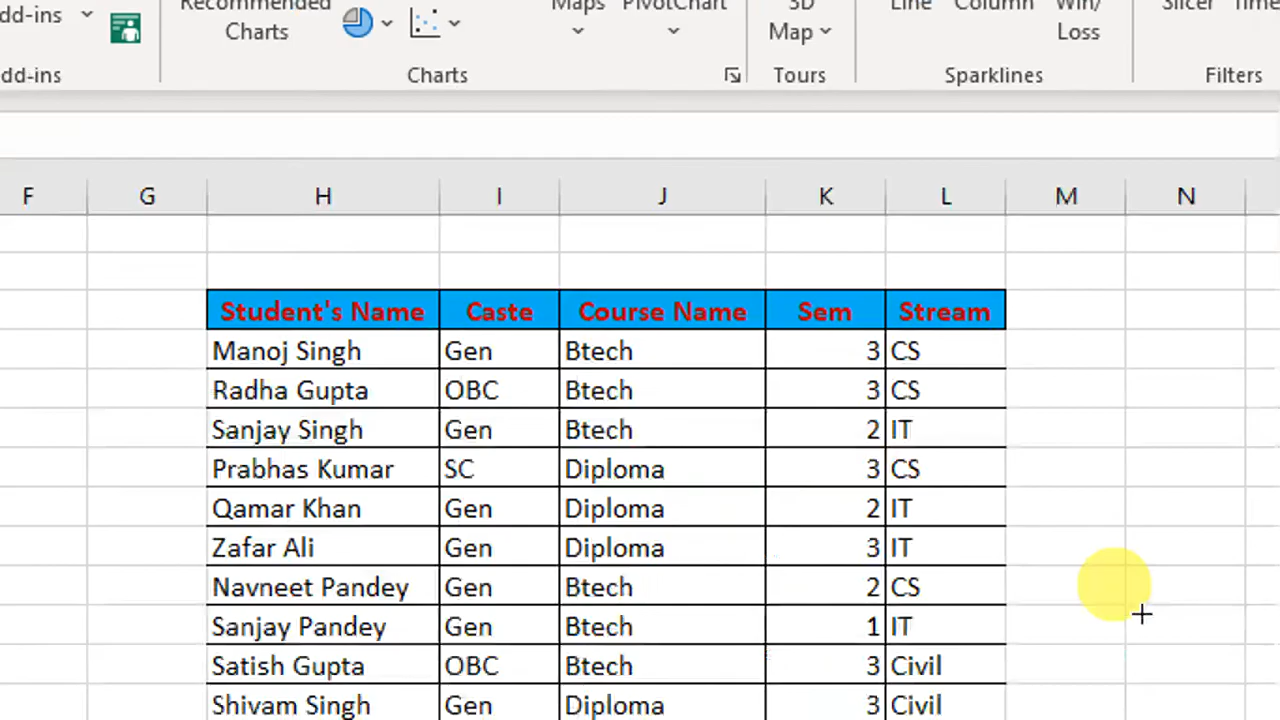 dd-ins
Recommended
Charts
Maps
PivotChart
3D
Map
Line
Column
Win/
Loss
Slicer
Time
dd-ins
Charts
Tours
Sparklines
Filters
F G H I J K L M N
Student's Name Caste Course Name Sem Stream
Manoj Singh Gen Btech 3 CS
Radha Gupta OBC Btech 3 CS
Sanjay Singh Gen Btech 2 IT
Prabhas Kumar SC Diploma 3 CS
Qamar Khan Gen Diploma 2 IT
Zafar Ali Gen Diploma 3 IT
Navneet Pandey Gen Btech 2 CS
Sanjay Pandey Gen Btech 1 IT
Satish Gupta OBC Btech 3 Civil
Shivam Singh Gen Diploma 3 Civil